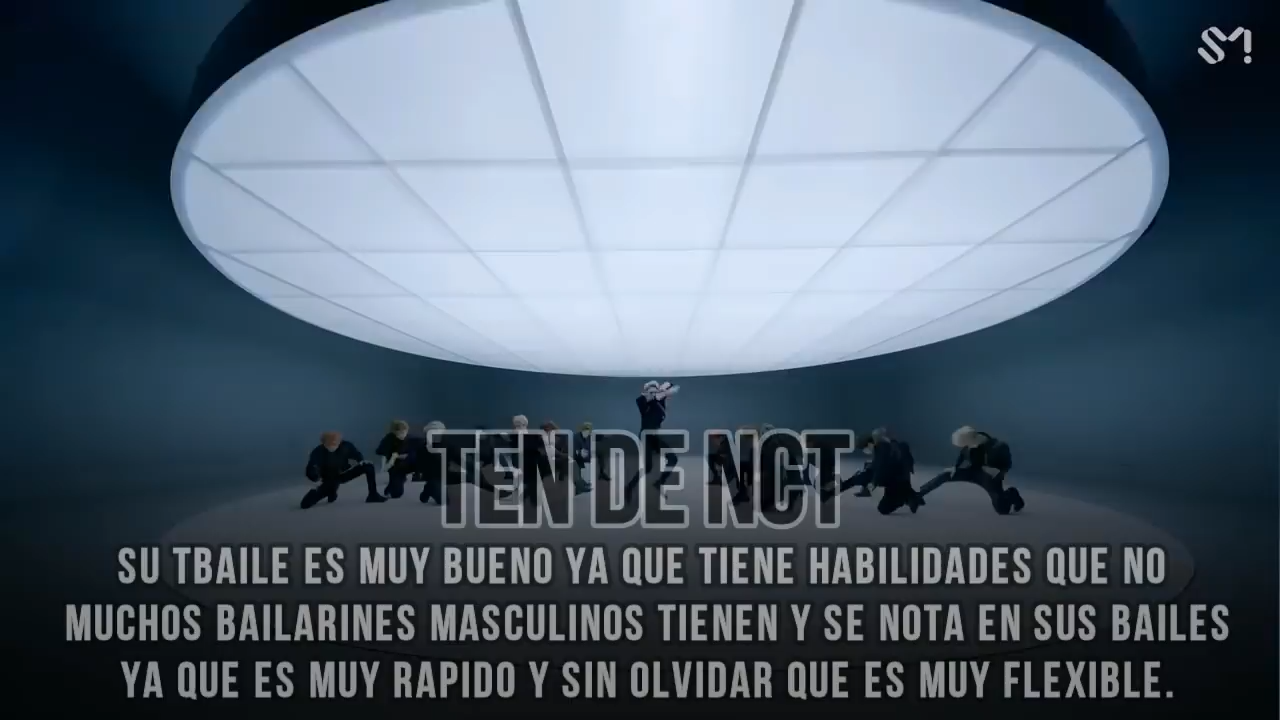 SM!
TEN DE NCT
SU TBAILE ES MUY BUENO YA QUE TIENE HABILIDADES QUE NO
MUCHOS BAILARINES MASCULINOS TIENEN Y SE NOTA EN SUS BAILES
YA QUE ES MUY RAPIDO Y SIN OLVIDAR QUE ES MUY FLEXIBLE.